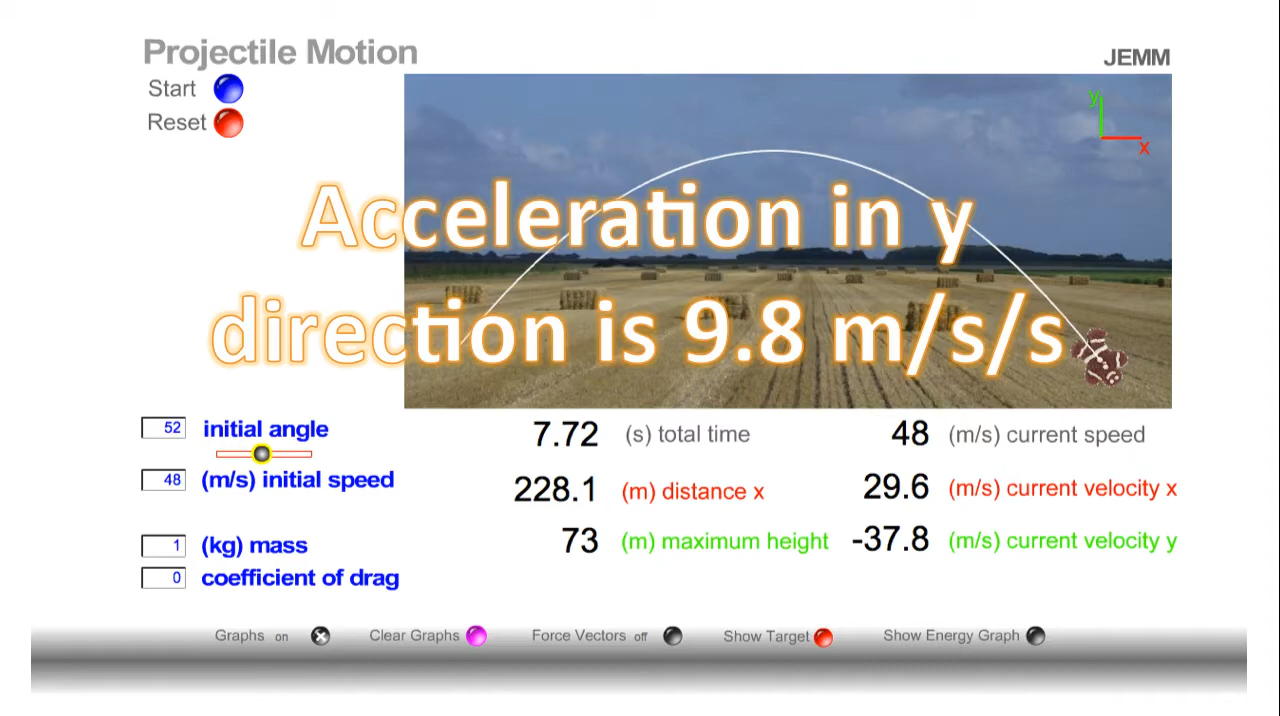 Projectile Motion
JEMM
Start
Reset
y
x
Acceleration in y
direction is 9.8 m/s/s
52 initial angle
7.72 (s) total time
48 (m/s) current speed
48 (m/s) initial speed
228.1 (m) distance x
29.6 (m/s) current velocity x
1 (kg) mass
73 (m) maximum height
-37.8 (m/s) current velocity y
0 coefficient of drag
Graphs on
Clear Graphs
Force Vectors off
Show Target
Show Energy Graph